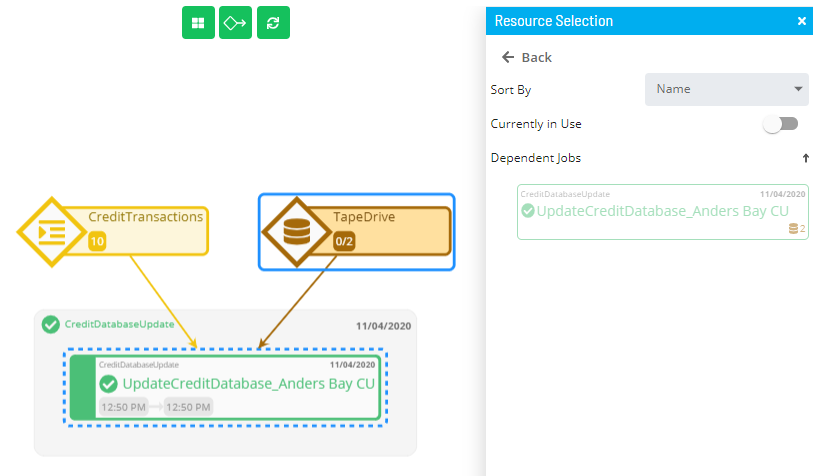 Resource Selection
Back
Sort By
Name
Currently in Use
Dependent Jobs
CreditDatabaseUpdate 11/04/2020
UpdateCreditDatabase_Anders Bay CU
2
CreditTransactions
10
TapeDrive
0/2
CreditDatabaseUpdate
11/04/2020
CreditDatabaseUpdate 11/04/2020
UpdateCreditDatabase_Anders Bay CU
12:50 PM 12:50 PM